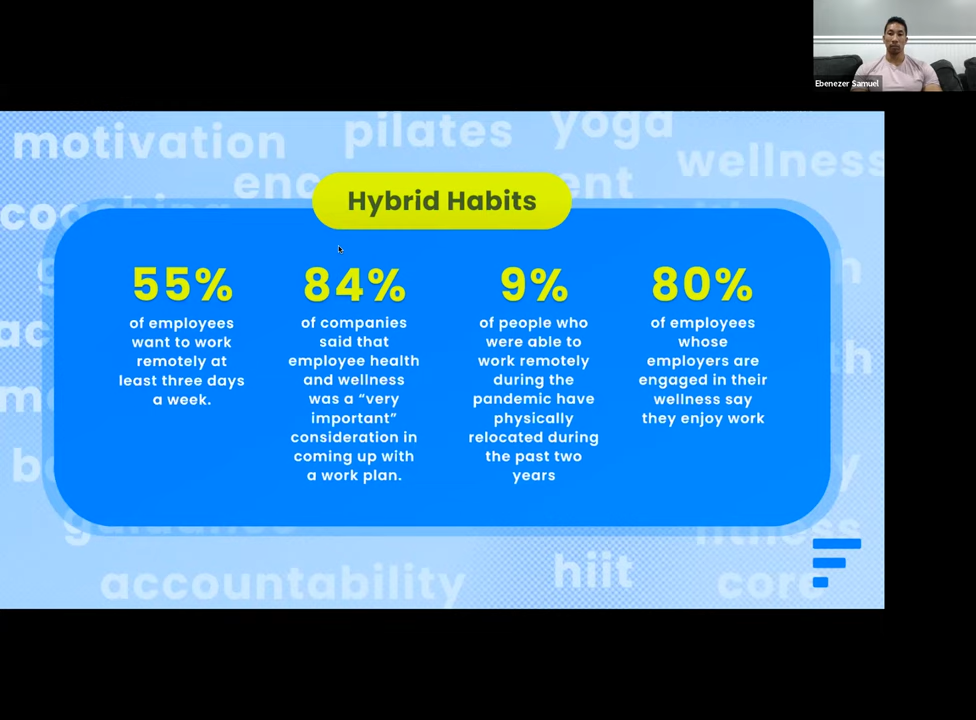 Ebenezer Samuel
motivation
pilates
yoga
wellness
Hybrid Habits
55%
of employees
want to work
remotely at
least three days
a week.
84%
of companies
said that
employee health
and wellness
was a “very
important”
consideration in
coming up with
a work plan.
9%
of people who
were able to
work remotely
during the
pandemic have
physically
relocated during
the past two
years
80%
of employees
whose
employers are
engaged in their
wellness say
they enjoy work
accountability
hiit
core